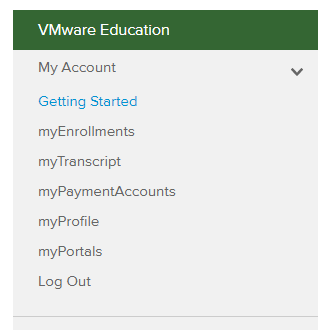 VMware Education
My Account
Getting Started
myEnrollments
myTranscript
myPaymentAccounts
myProfile
myPortals
Log Out